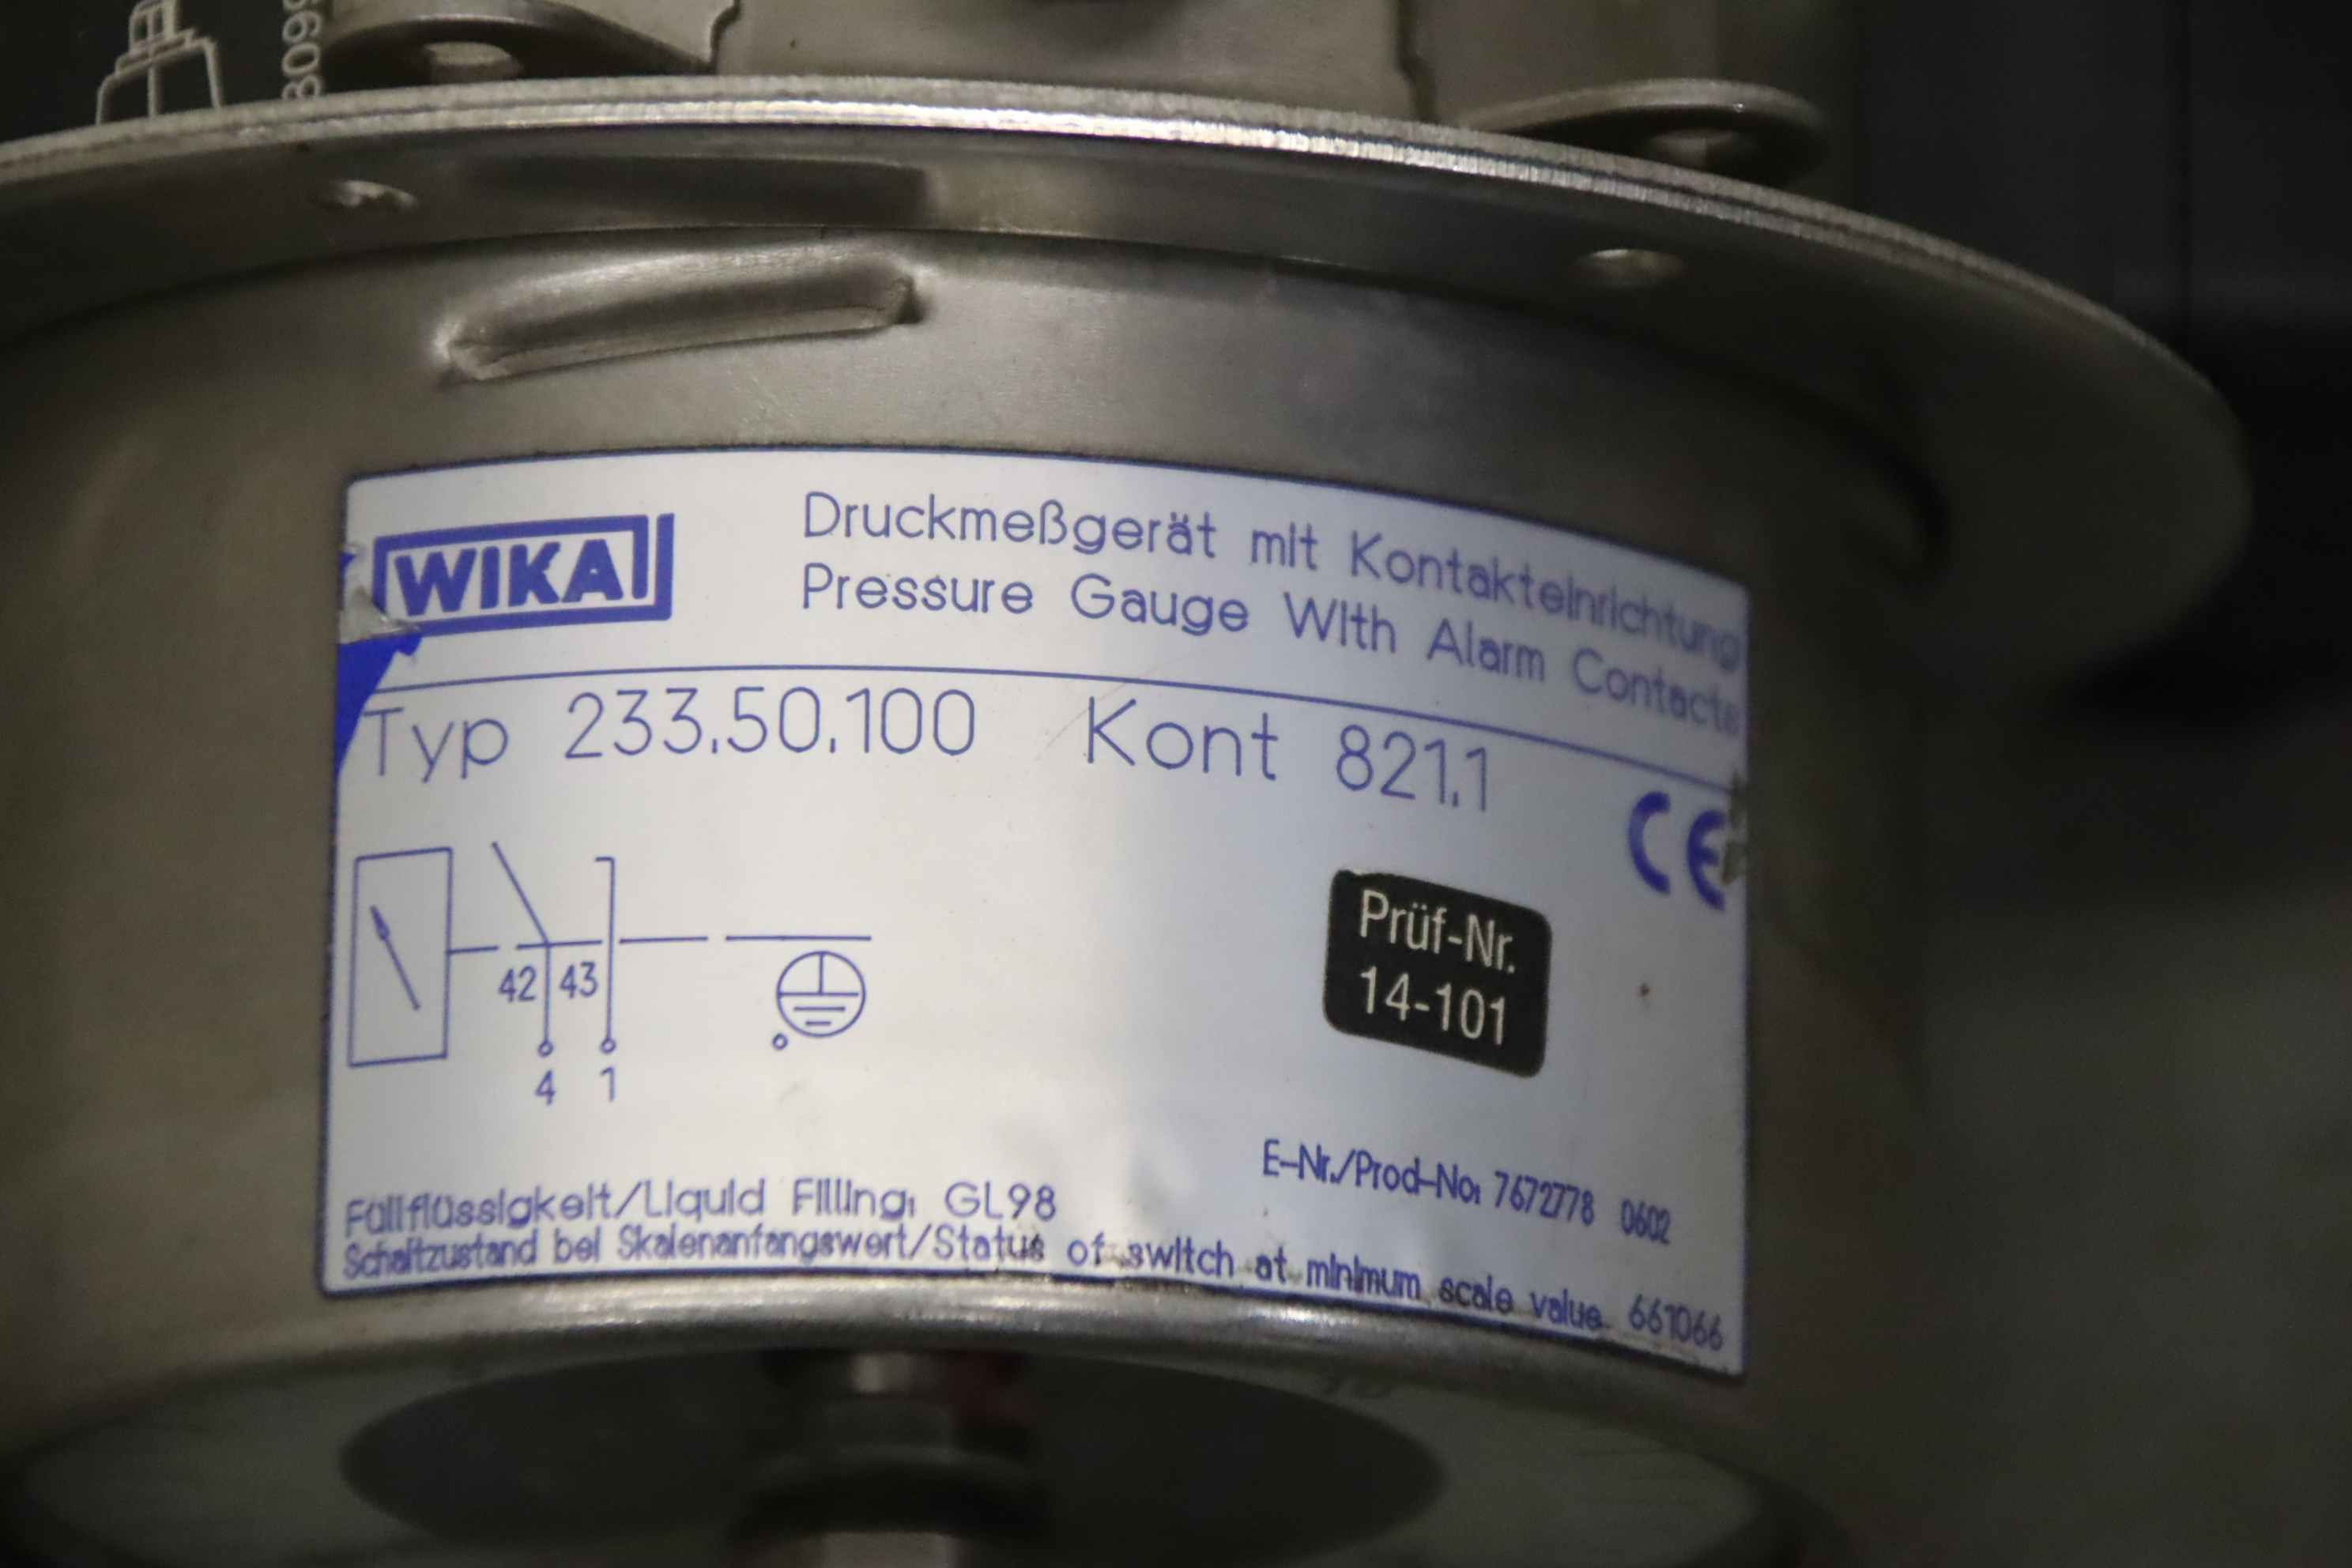 8099
WIKA
Druckmeßgerät mit Kontakteinrichtung
Pressure Gauge With Alarm Contacts
Typ 233.50.100 Kont 821.1
CE
Prüf-Nr.
14-101
42 43
4 1
E-Nr./Prod-No: 7672778 0602
Füllflüssigkeit/Liquid Filling: GL98
Schaltzustand bei Skalenanfangswert/Status of switch at minimum scale value 661066